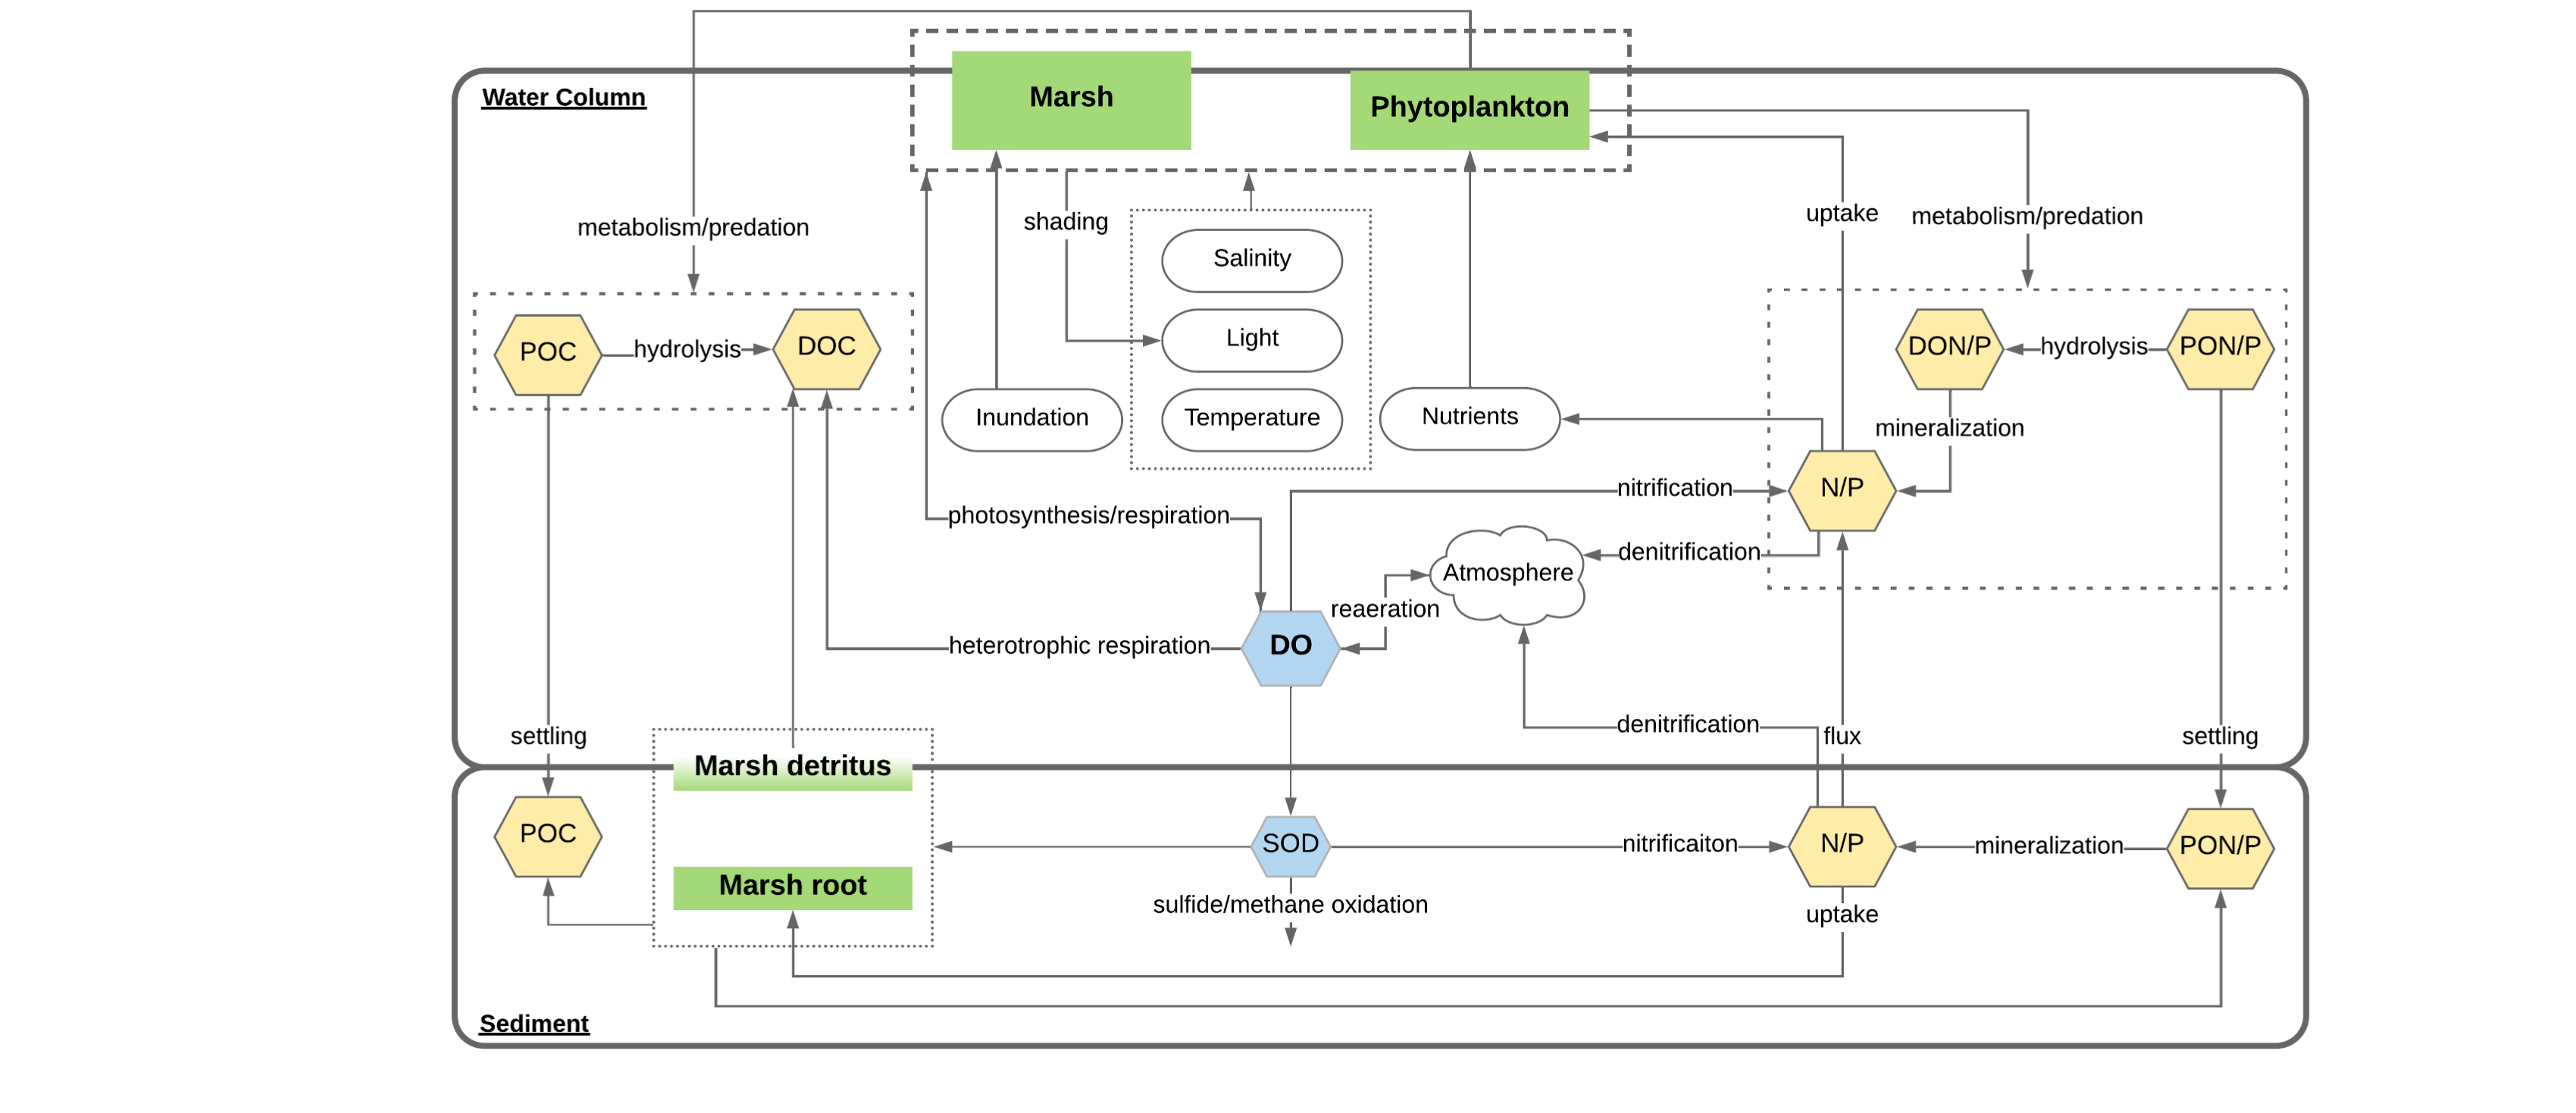 Water Column
Marsh
Phytoplankton
metabolism/predation
shading
uptake
metabolism/predation
Salinity
Light
Temperature
Inundation
Nutrients
POC
hydrolysis
DOC
DON/P
hydrolysis
PON/P
mineralization
N/P
nitrification
photosynthesis/respiration
denitrification
Atmosphere
reaeration
heterotrophic respiration
DO
denitrification
settling
flux
settling
Marsh detritus
POC
SOD
nitrificaiton
N/P
mineralization
PON/P
Marsh root
sulfide/methane oxidation
uptake
Sediment